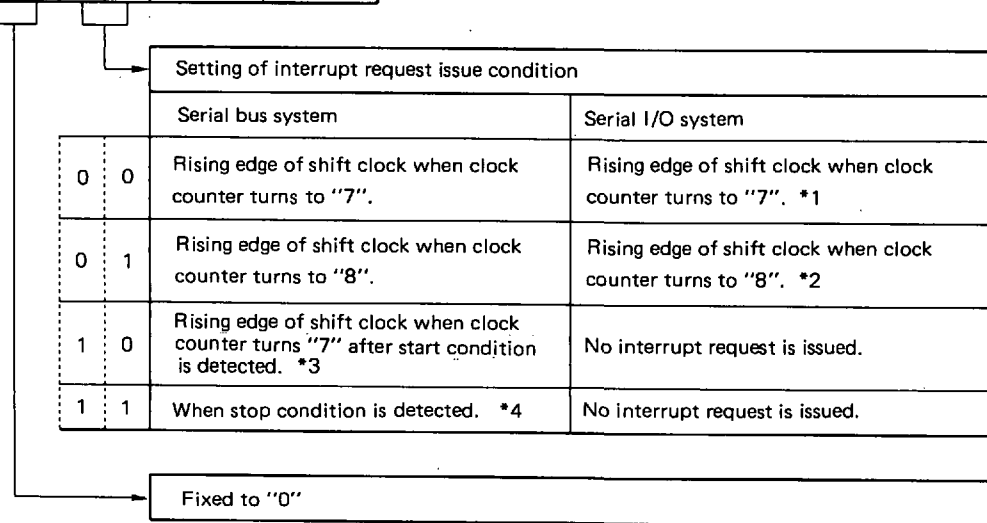 Setting of interrupt request issue condition
Serial bus system
Serial I/O system
0 0
Rising edge of shift clock when clock
counter turns to "7".
Rising edge of shift clock when clock
counter turns to "7". *1
0 1
Rising edge of shift clock when clock
counter turns to "8".
Rising edge of shift clock when clock
counter turns to "8". *2
1 0
Rising edge of shift clock when clock
counter turns "7" after start condition
is detected. *3
No interrupt request is issued.
1 1
When stop condition is detected. *4
No interrupt request is issued.
Fixed to "0"